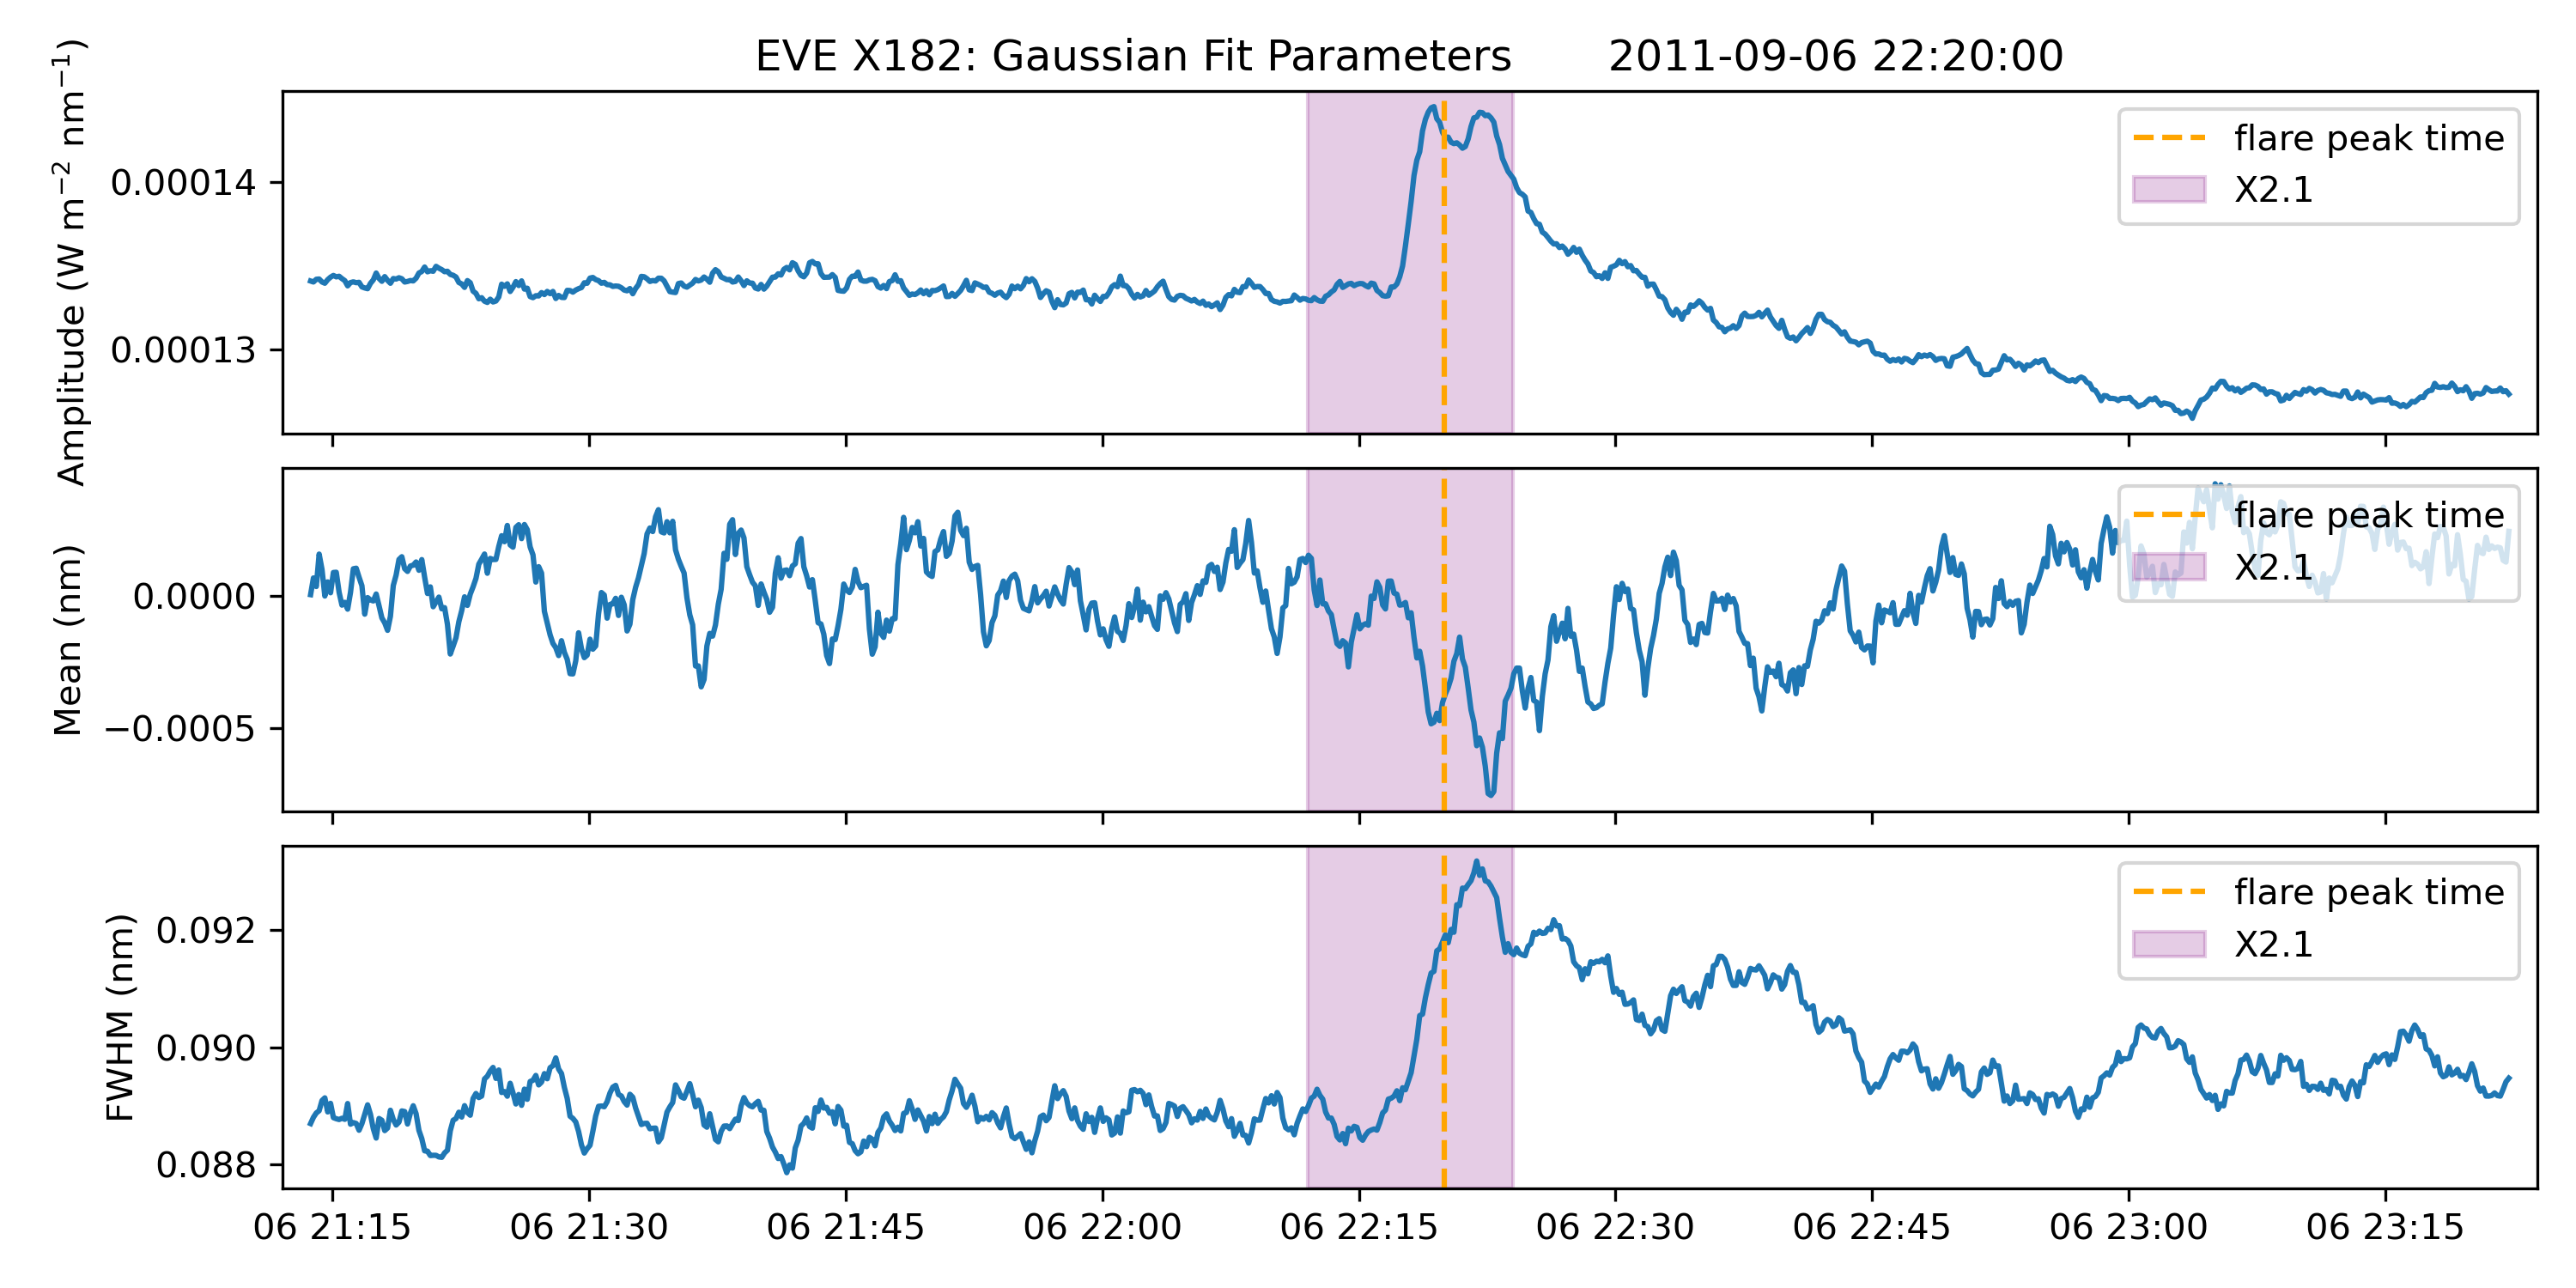 EVE X182: Gaussian Fit Parameters 2011-09-06 22:20:00
Amplitude (W m⁻² nm⁻¹)
0.00014
0.00013
flare peak time
X2.1
Mean (nm)
0.0000
−0.0005
flare peak time
X2.1
FWHM (nm)
0.092
0.090
0.088
flare peak time
X2.1
06 21:15 06 21:30 06 21:45 06 22:00 06 22:15 06 22:30 06 22:45 06 23:00 06 23:15